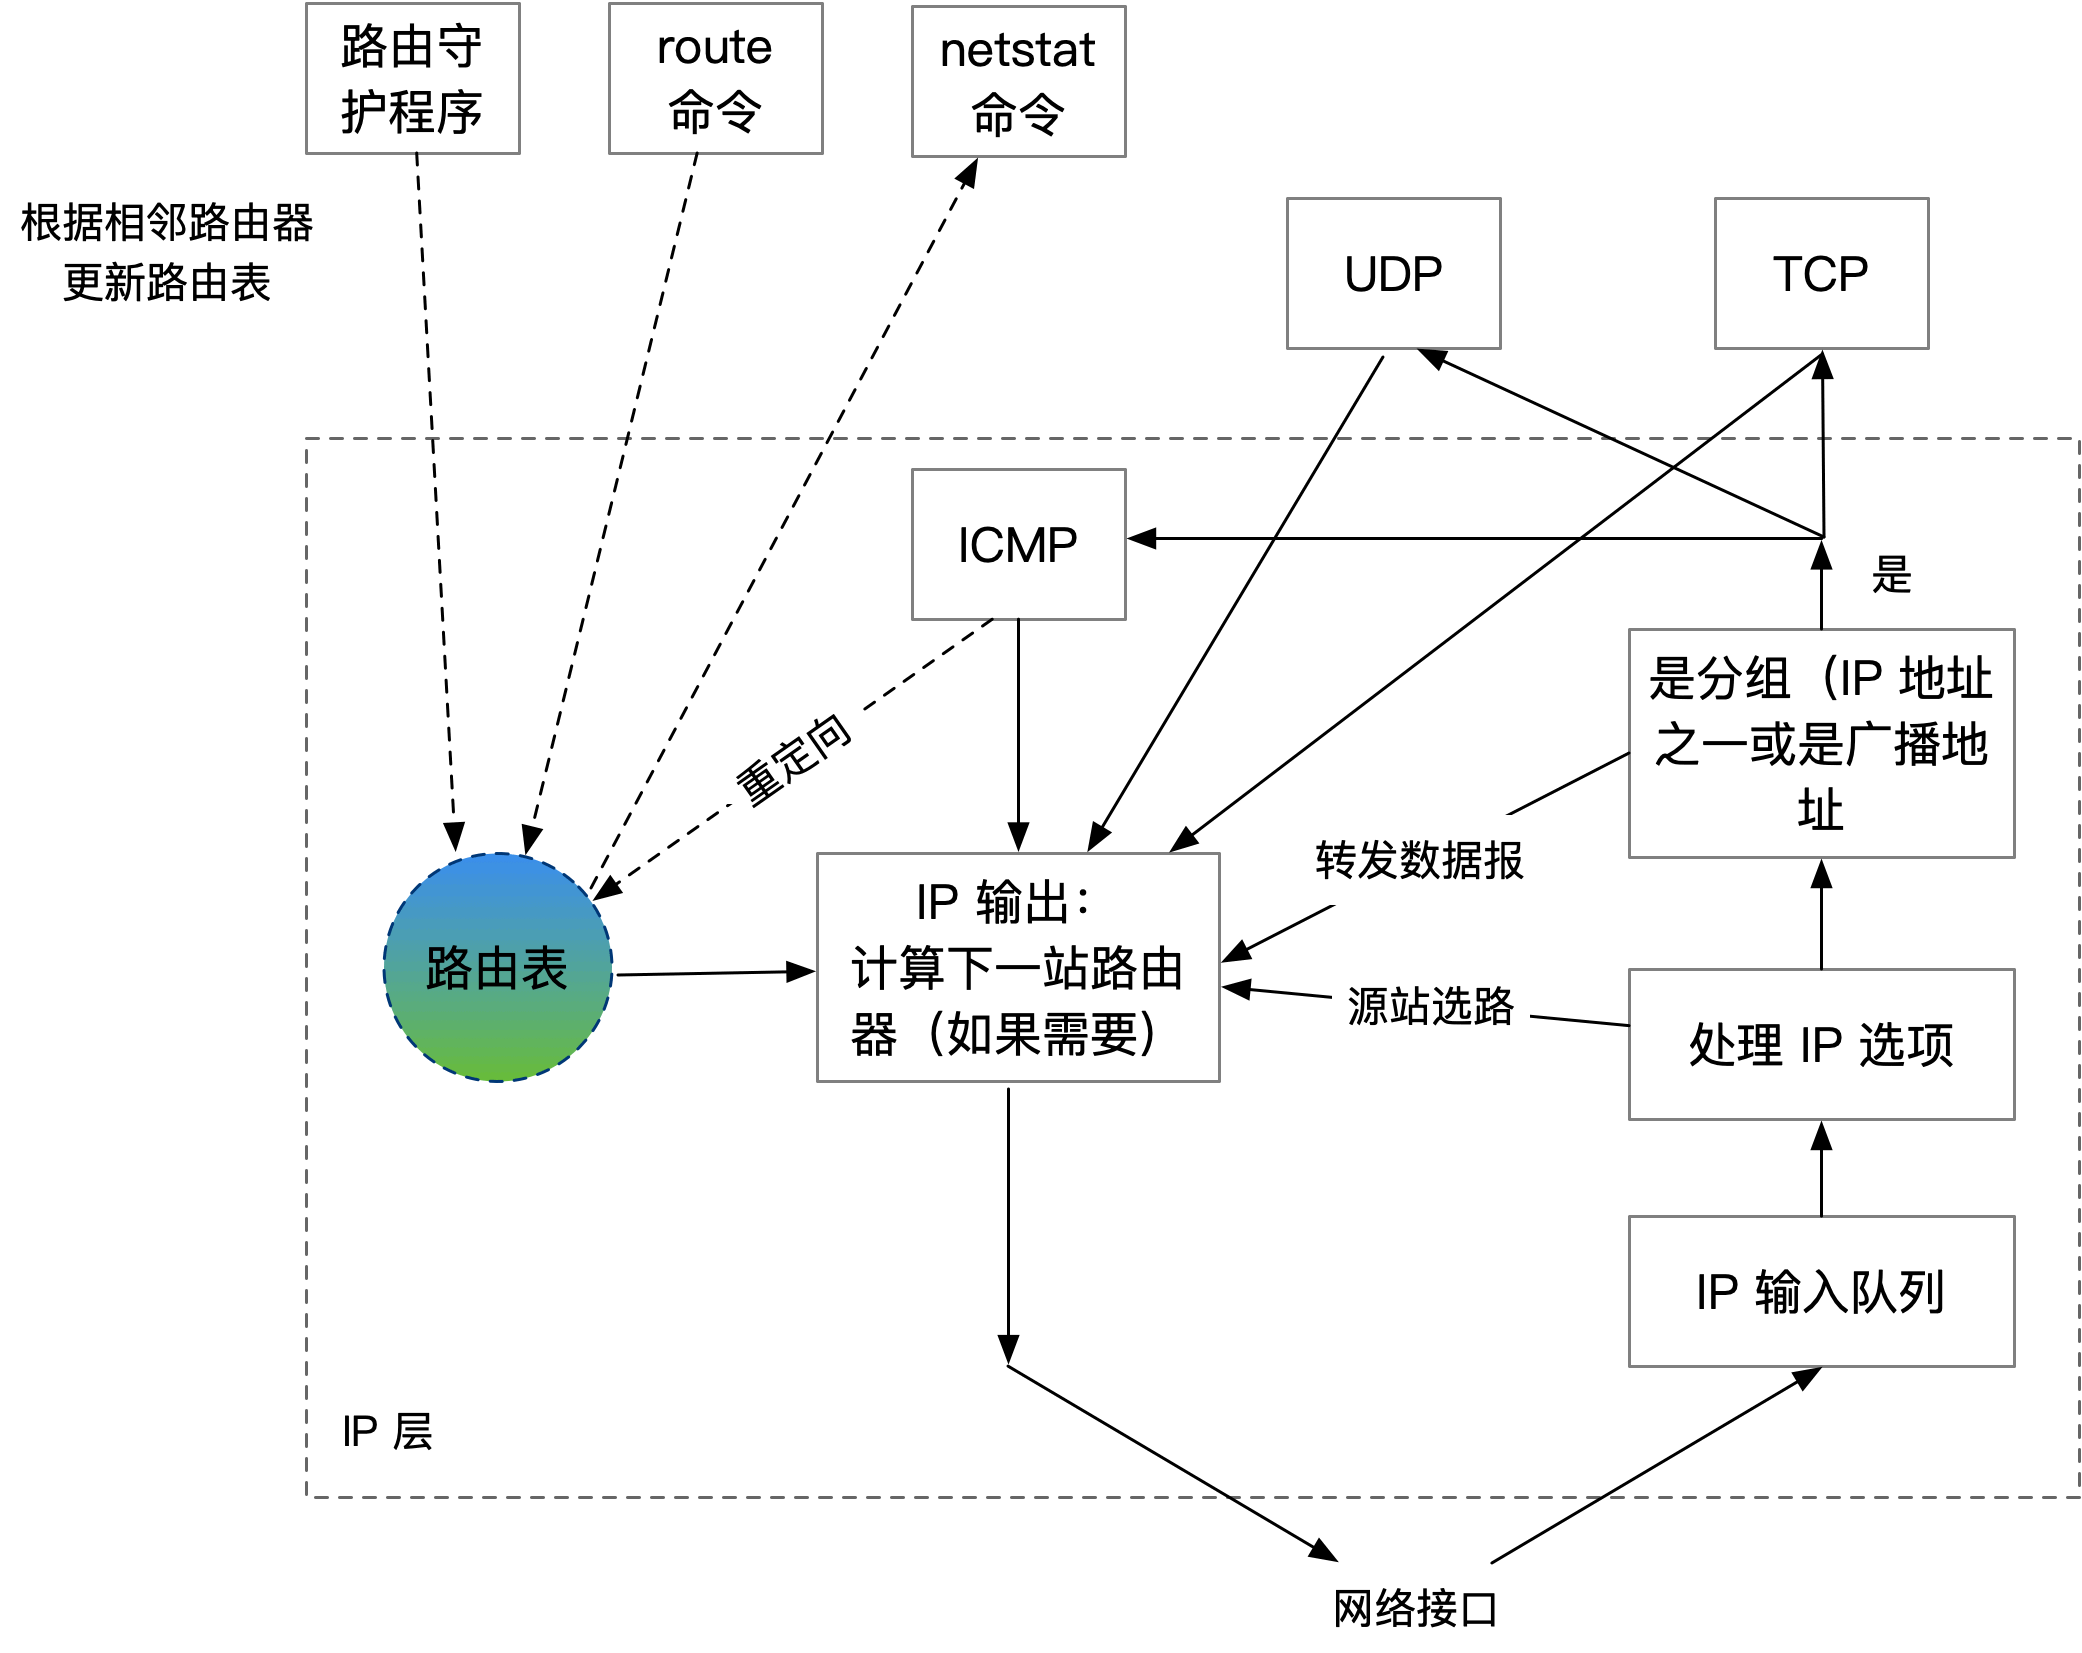 路由守
护程序
route
命令
netstat
命令
根据相邻路由器
更新路由表
UDP
TCP
ICMP
是
是分组（IP 地址
之一或是广播地
址
重定向
转发数据报
路由表
IP 输出：
计算下一站路由
器（如果需要）
源站选路
处理 IP 选项
IP 输入队列
IP 层
网络接口